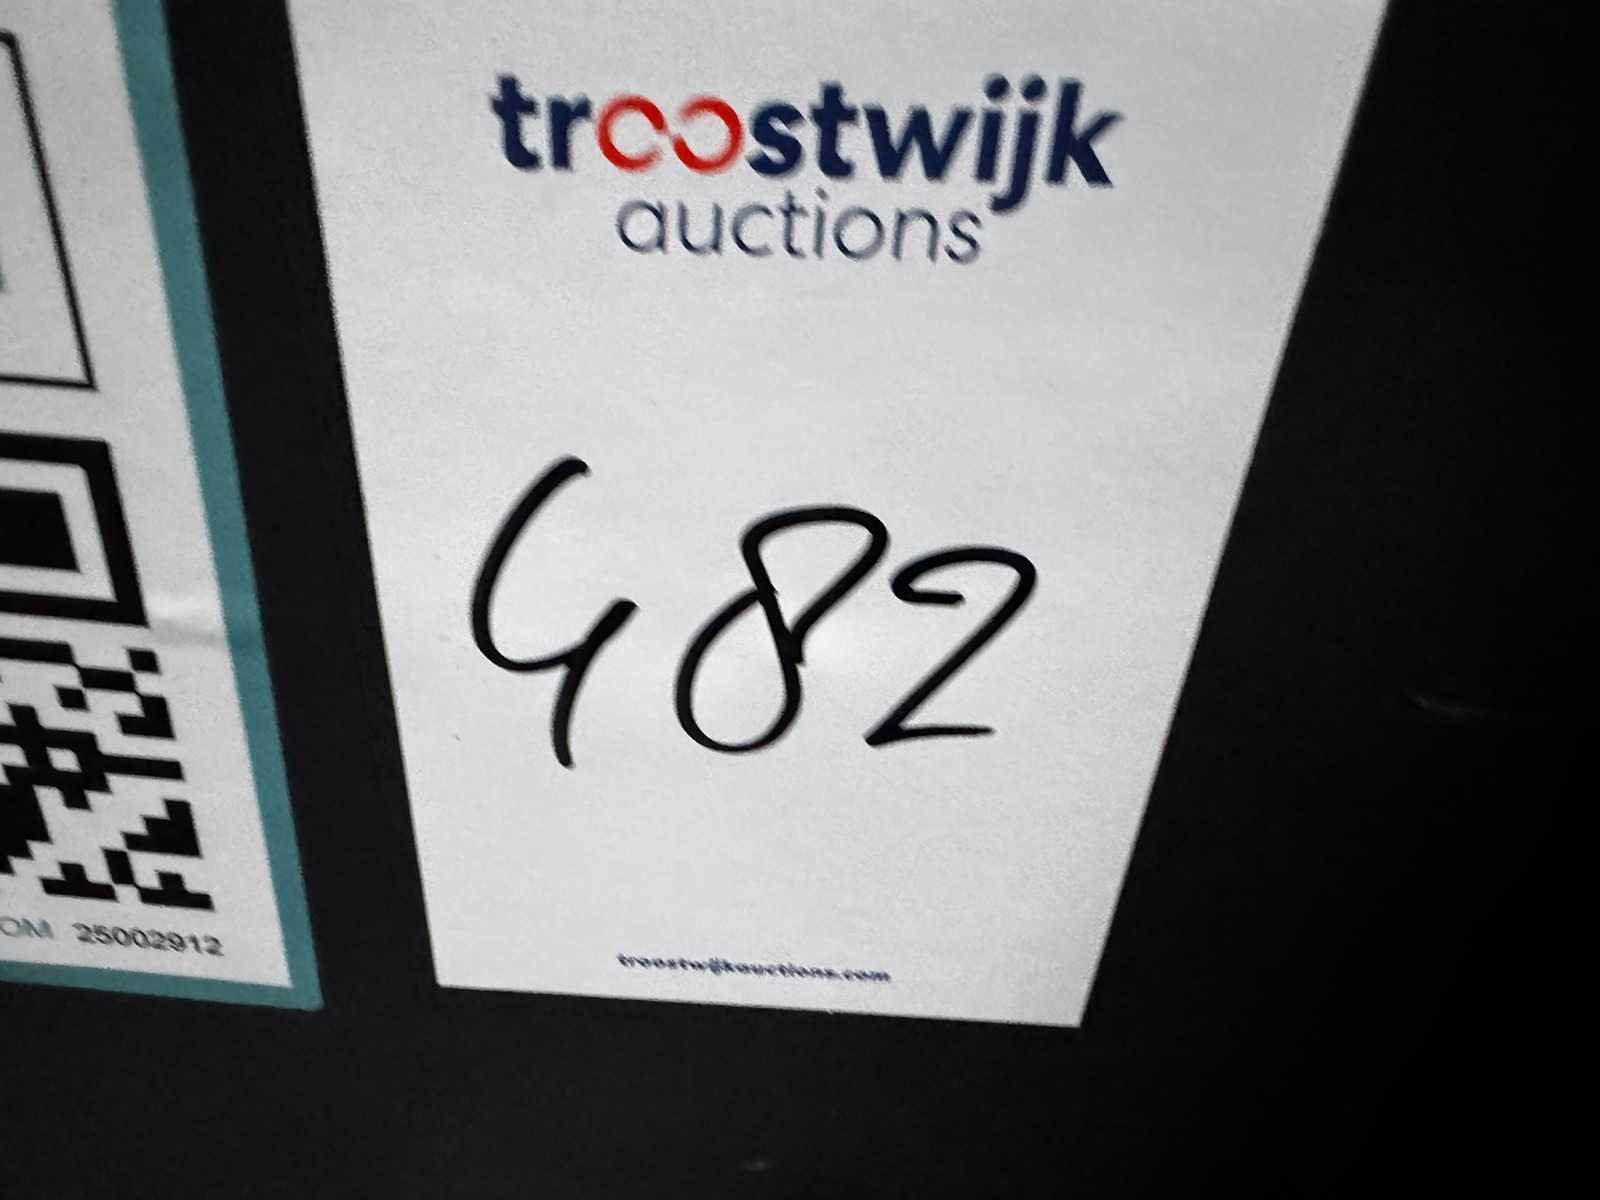 troostwijk
auctions
482
OM 25002912
troostwijkauctions.com